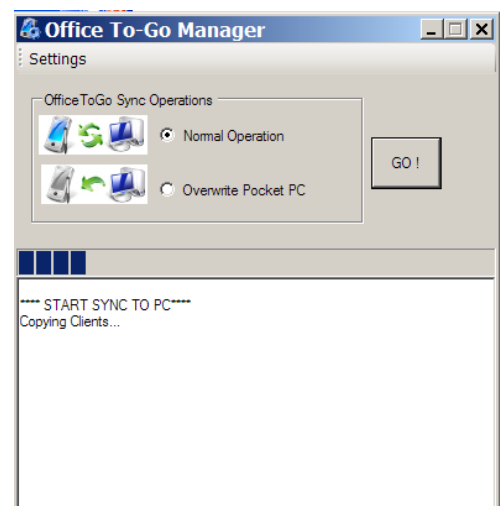 Office To-Go Manager
Settings
OfficeToGo Sync Operations
Normal Operation
Overwrite Pocket PC
GO !
**** START SYNC TO PC****
Copying Clients...